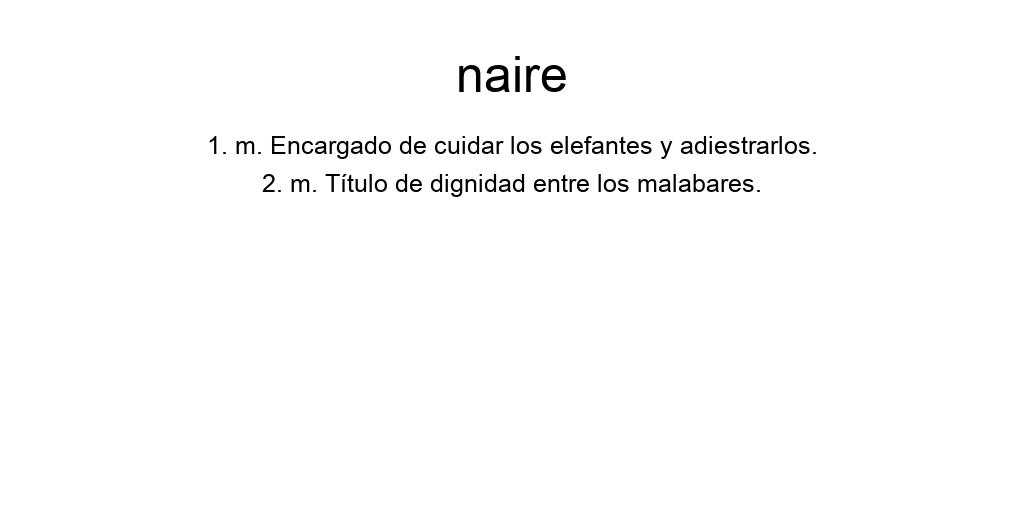 naire
1. m. Encargado de cuidar los elefantes y adiestrarlos.
2. m. Título de dignidad entre los malabares.